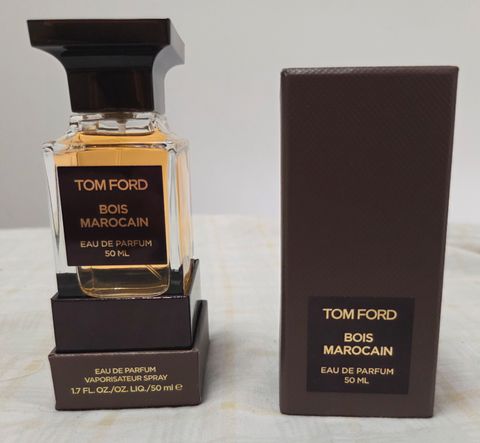 TOM FORD
BOIS
MAROCAIN
EAU DE PARFUM
50 ML
EAU DE PARFUM
VAPORISATEUR SPRAY
1.7 FL. OZ./OZ. LIQ./50 ml ℮
TOM FORD
BOIS
MAROCAIN
EAU DE PARFUM
50 ML